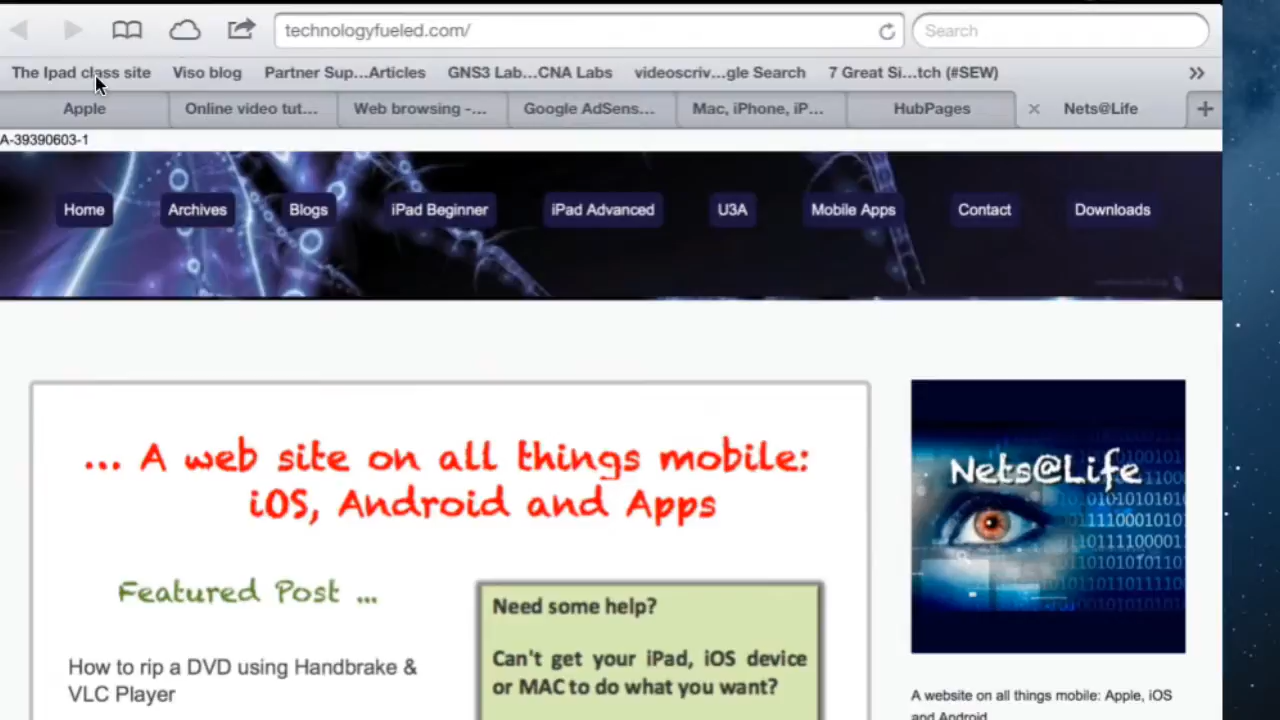 technologyfueled.com/
Search
The Ipad class site Viso blog Partner Sup...Articles GNS3 Lab...CNA Labs videoscriv...gle Search 7 Great Si...tch (#SEW)
Apple Online video tut... Web browsing -... Google AdSens... Mac, iPhone, iP... HubPages Nets@Life
A-39390603-1
Home Archives Blogs iPad Beginner iPad Advanced U3A Mobile Apps Contact Downloads
... A web site on all things mobile:
iOS, Android and Apps
Featured Post ...
How to rip a DVD using Handbrake &
VLC Player
Need some help?
Can't get your iPad, iOS device
or MAC to do what you want?
Nets@Life
A website on all things mobile: Apple, iOS
and Android